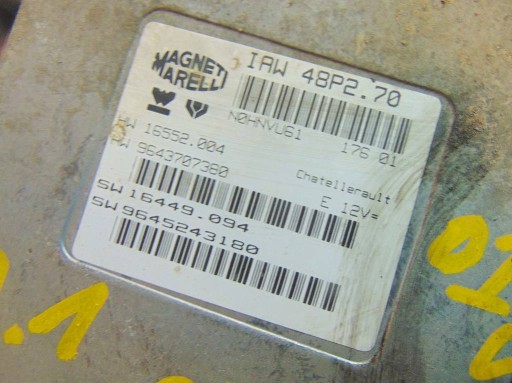 MAGNETI
MARELLI
IAW 48P2.70
N0HNVU61 176 01
HW 16552.004
HW 9643707380
Chatellerault
E 12V=
SW 16449.094
SW 9645243180